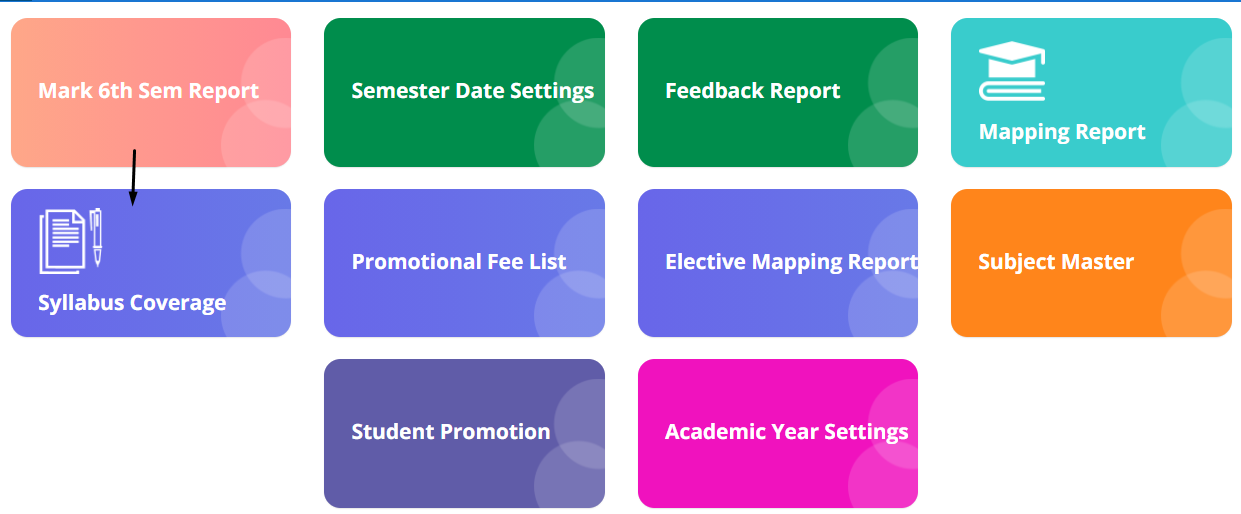 Mark 6th Sem Report
Semester Date Settings
Feedback Report
Mapping Report
Syllabus Coverage
Promotional Fee List
Elective Mapping Report
Subject Master
Student Promotion
Academic Year Settings